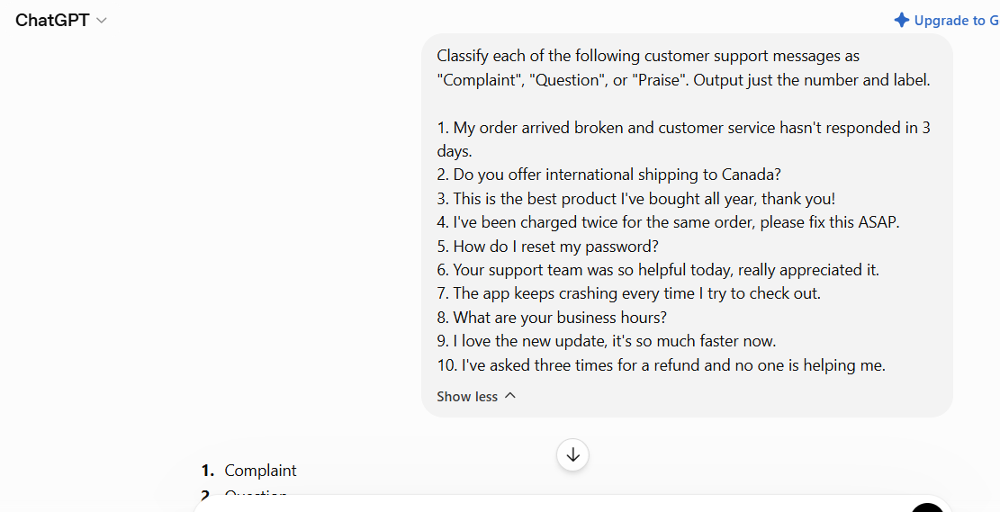 ChatGPT
Upgrade to G
Classify each of the following customer support messages as
"Complaint", "Question", or "Praise". Output just the number and label.
1. My order arrived broken and customer service hasn't responded in 3
days.
2. Do you offer international shipping to Canada?
3. This is the best product I've bought all year, thank you!
4. I've been charged twice for the same order, please fix this ASAP.
5. How do I reset my password?
6. Your support team was so helpful today, really appreciated it.
7. The app keeps crashing every time I try to check out.
8. What are your business hours?
9. I love the new update, it's so much faster now.
10. I've asked three times for a refund and no one is helping me.
Show less
1. Complaint
2. Question